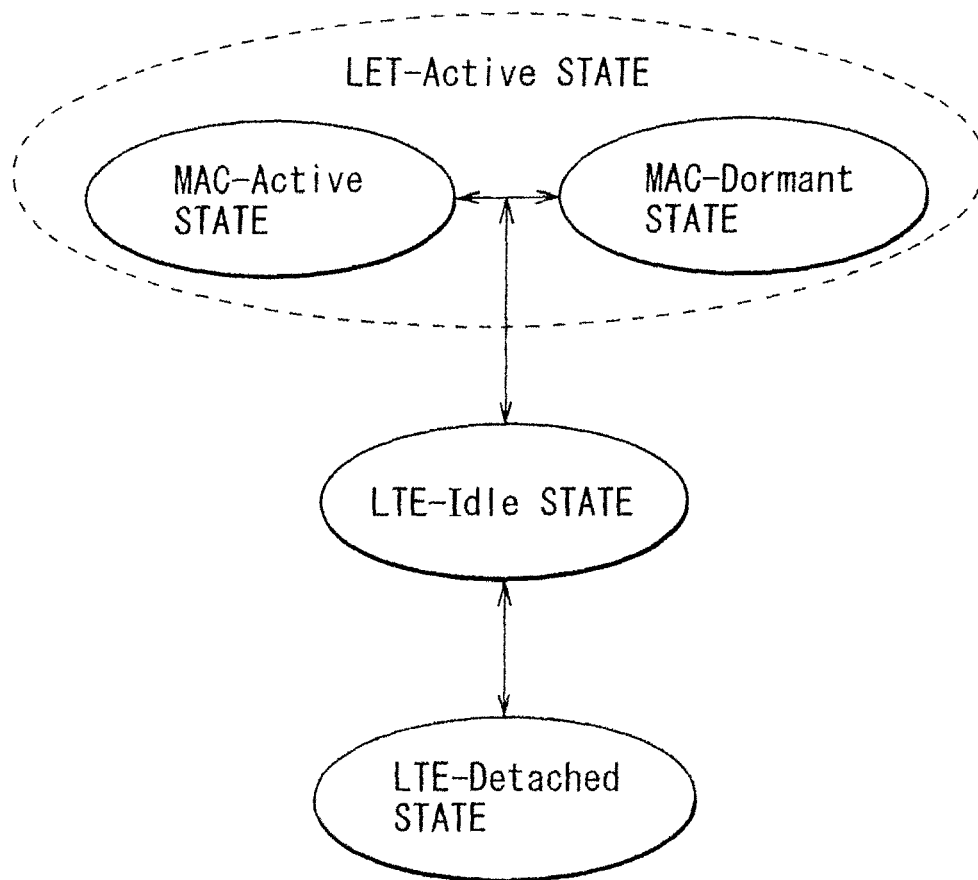 LET-Active STATE
MAC-Active
STATE
MAC-Dormant
STATE
LTE-Idle STATE
LTE-Detached
STATE